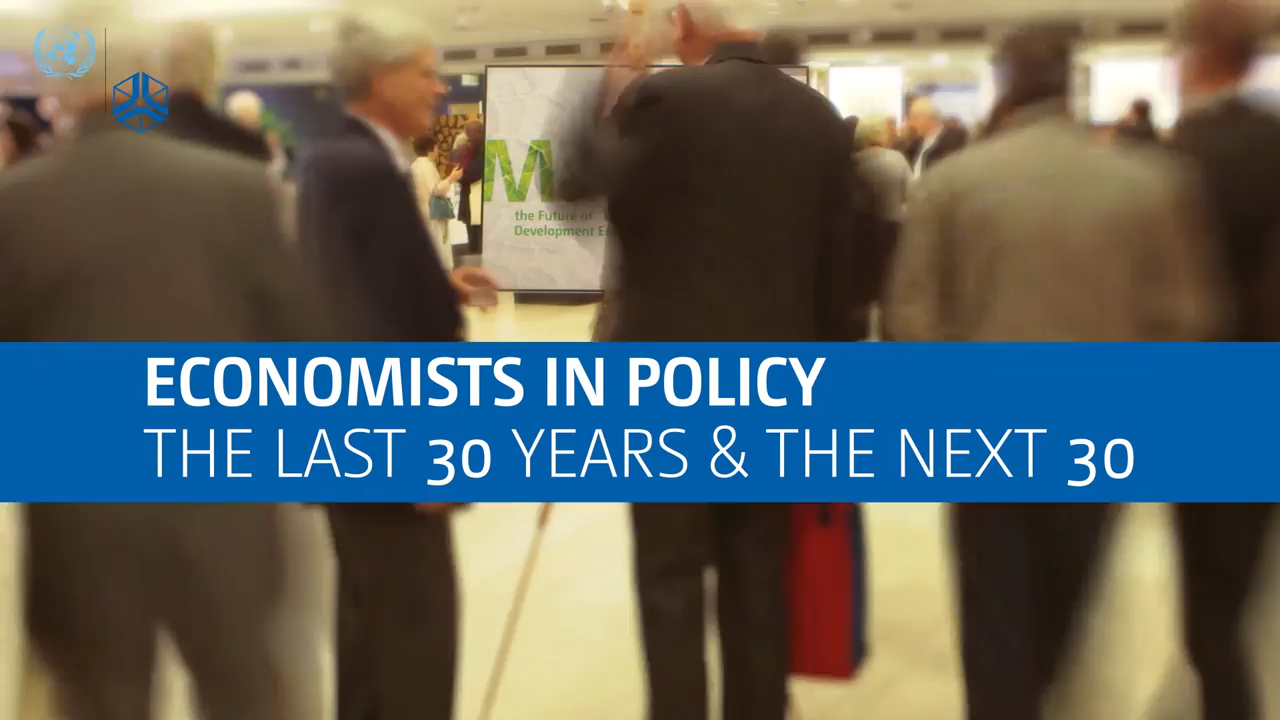 M
the Future of
Development
ECONOMISTS IN POLICY
THE LAST 30 YEARS & THE NEXT 30